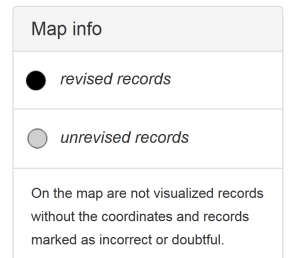 Map info
revised records
unrevised records
On the map are not visualized records
without the coordinates and records
marked as incorrect or doubtful.